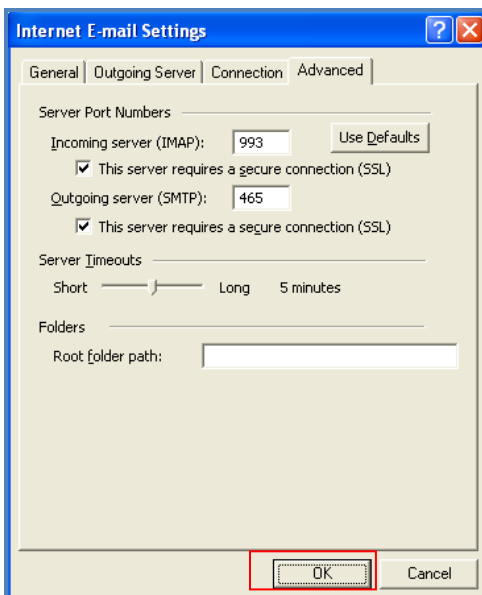 Internet E-mail Settings
General Outgoing Server Connection Advanced
Server Port Numbers
Incoming server (IMAP): 993 Use Defaults
This server requires a secure connection (SSL)
Outgoing server (SMTP): 465
This server requires a secure connection (SSL)
Server Timeouts
Short Long 5 minutes
Folders
Root folder path:
OK Cancel